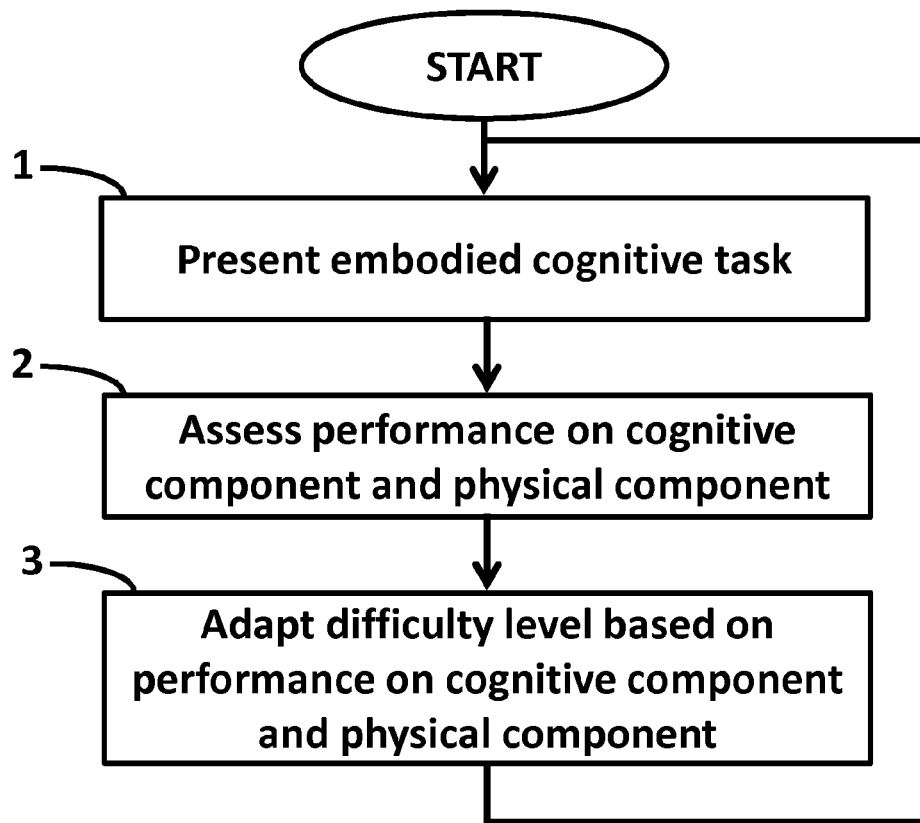 START
1
Present embodied cognitive task
2
Assess performance on cognitive
component and physical component
3
Adapt difficulty level based on
performance on cognitive component
and physical component